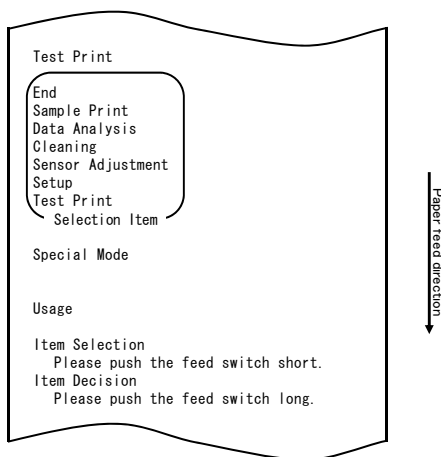 Test Print
End
Sample Print
Data Analysis
Cleaning
Sensor Adjustment
Setup
Test Print
Selection Item
Special Mode
Usage
Item Selection
Please push the feed switch short.
Item Decision
Please push the feed switch long.
Paper feed direction